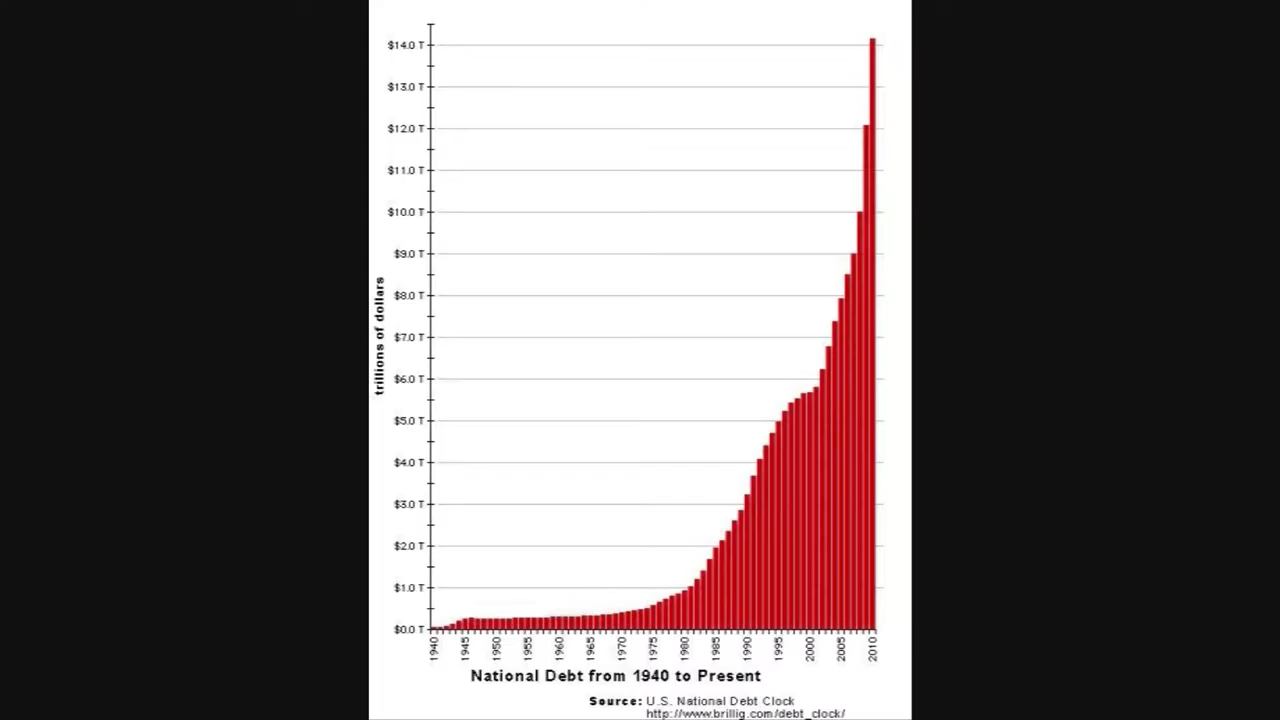 $14.0 T
$13.0 T
$12.0 T
$11.0 T
$10.0 T
$9.0 T
$8.0 T
$7.0 T
$6.0 T
$5.0 T
$4.0 T
$3.0 T
$2.0 T
$1.0 T
$0.0 T
trillions of dollars
1940
1945
1950
1955
1960
1965
1970
1975
1980
1985
1990
1995
2000
2005
2010
National Debt from 1940 to Present
Source: U.S. National Debt Clock
http://www.brillig.com/debt_clock/